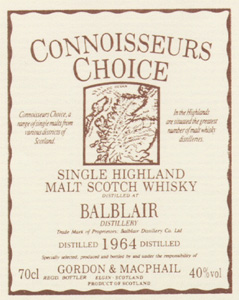 CONNOISSEURS
CHOICE
Connoisseurs Choice, a
range of single malts from
various districts of
Scotland.
In the Highlands
are situated the greatest
number of malt whisky
distilleries.
SINGLE HIGHLAND
MALT SCOTCH WHISKY
DISTILLED AT
BALBLAIR
DISTILLERY
Trade Mark of Proprietors: Balblair Distillery Co. Ltd
DISTILLED 1964 DISTILLED
Specially selected, produced and bottled by and under the responsibility of
70cl
GORDON & MACPHAIL
40%vol
REGD. BOTTLER ELGIN · SCOTLAND
PRODUCT OF SCOTLAND